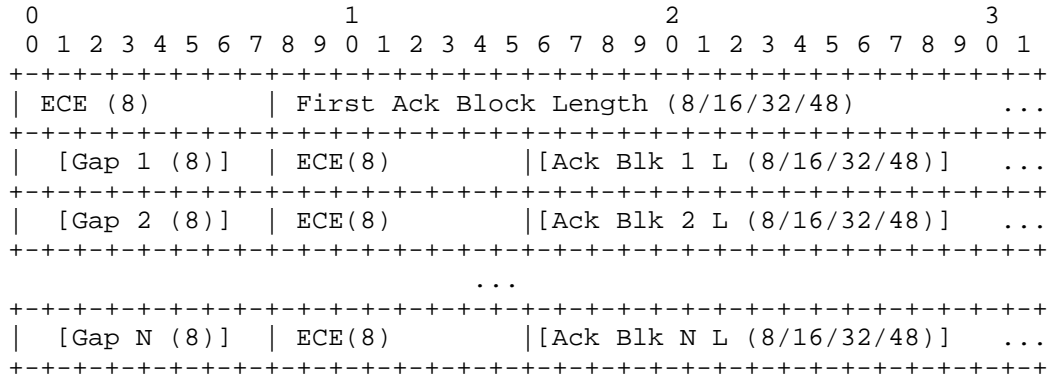 0                   1                   2                   3
 0 1 2 3 4 5 6 7 8 9 0 1 2 3 4 5 6 7 8 9 0 1 2 3 4 5 6 7 8 9 0 1
+-+-+-+-+-+-+-+-+-+-+-+-+-+-+-+-+-+-+-+-+-+-+-+-+-+-+-+-+-+-+-+-+
| ECE (8)       | First Ack Block Length (8/16/32/48)         ...
+-+-+-+-+-+-+-+-+-+-+-+-+-+-+-+-+-+-+-+-+-+-+-+-+-+-+-+-+-+-+-+-+
|  [Gap 1 (8)]  | ECE(8)        |[Ack Blk 1 L (8/16/32/48)]   ...
+-+-+-+-+-+-+-+-+-+-+-+-+-+-+-+-+-+-+-+-+-+-+-+-+-+-+-+-+-+-+-+-+
|  [Gap 2 (8)]  | ECE(8)        |[Ack Blk 2 L (8/16/32/48)]   ...
+-+-+-+-+-+-+-+-+-+-+-+-+-+-+-+-+-+-+-+-+-+-+-+-+-+-+-+-+-+-+-+-+
                             ...
+-+-+-+-+-+-+-+-+-+-+-+-+-+-+-+-+-+-+-+-+-+-+-+-+-+-+-+-+-+-+-+-+
|  [Gap N (8)]  | ECE(8)        |[Ack Blk N L (8/16/32/48)]   ...
+-+-+-+-+-+-+-+-+-+-+-+-+-+-+-+-+-+-+-+-+-+-+-+-+-+-+-+-+-+-+-+-+